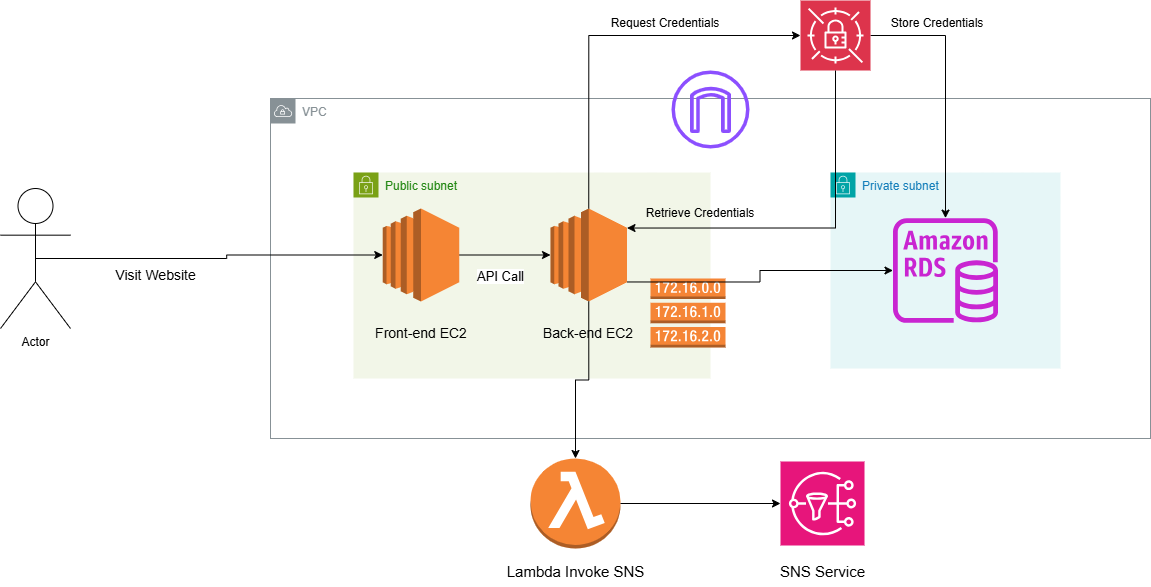 Request Credentials
Store Credentials
VPC
Public subnet
Private subnet
Retrieve Credentials
Amazon
RDS
Visit Website
API Call
172.16.0.0
172.16.1.0
172.16.2.0
Front-end EC2
Back-end EC2
Actor
Lambda Invoke SNS
SNS Service